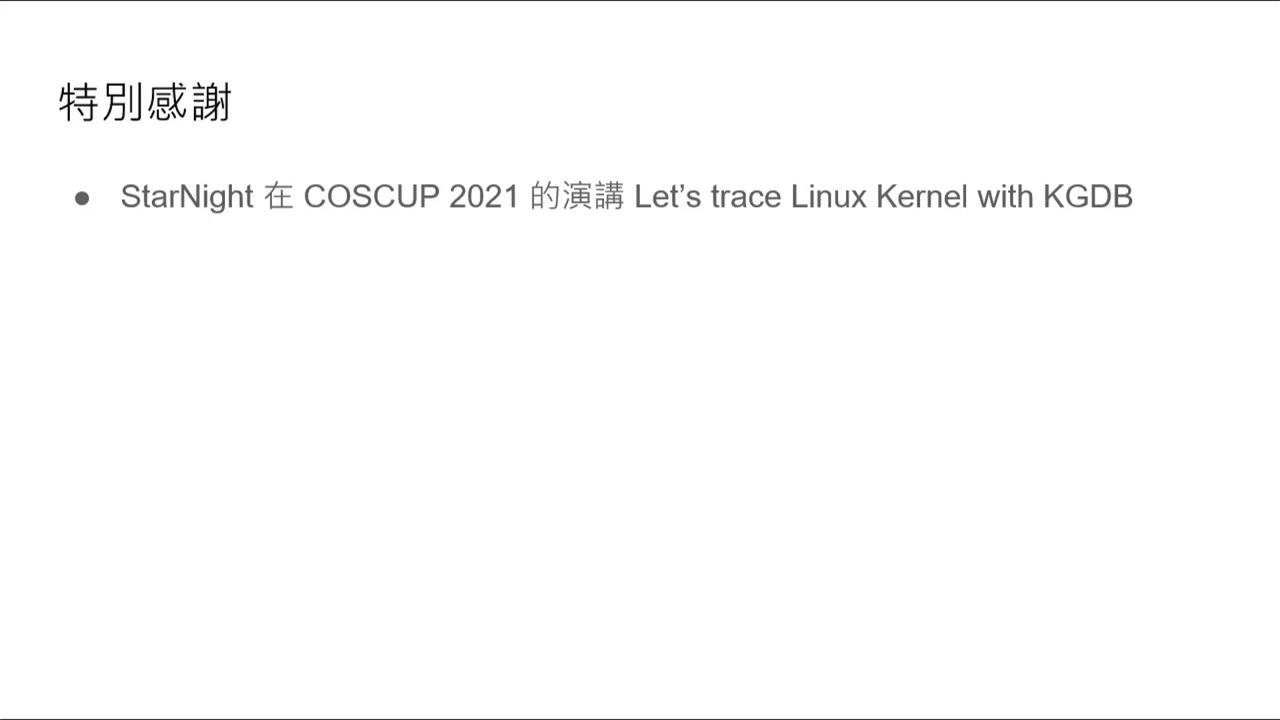 特別感謝
● StarNight 在 COSCUP 2021 的演講 Let’s trace Linux Kernel with KGDB